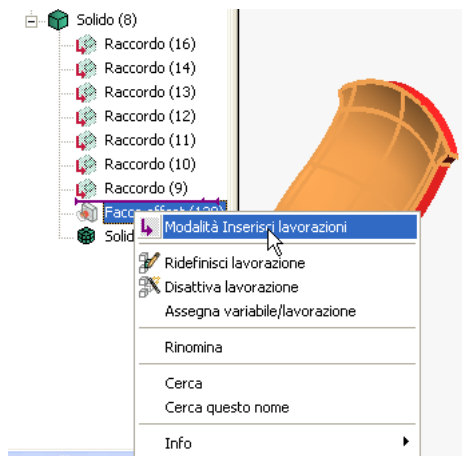 Solido (8)
Raccordo (16)
Raccordo (14)
Raccordo (13)
Raccordo (12)
Raccordo (11)
Raccordo (10)
Raccordo (9)
Solid
Modalità Inserisci lavorazioni
Ridefinisci lavorazione
Disattiva lavorazione
Assegna variabile/lavorazione
Rinomina
Cerca
Cerca questo nome
Info